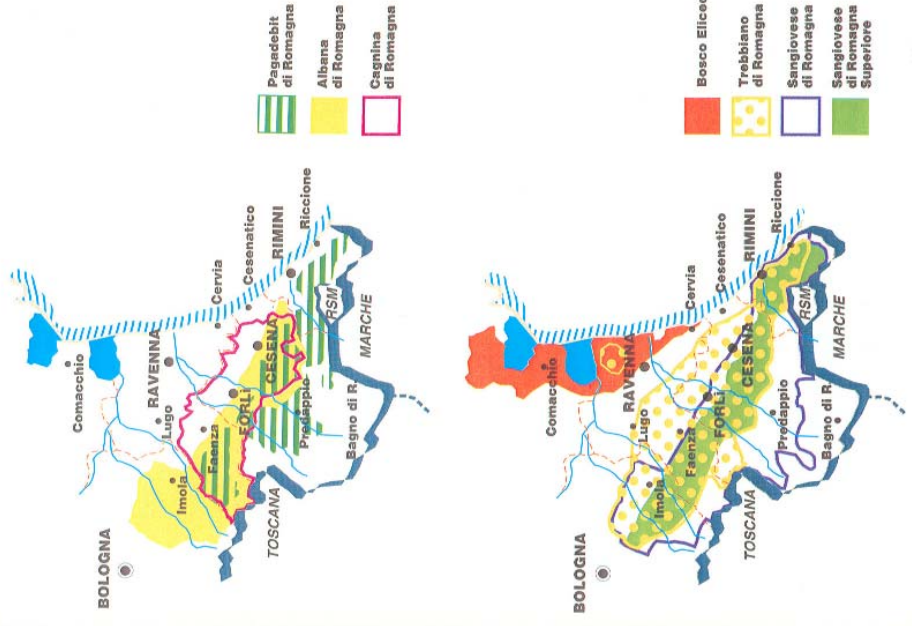 Pagadebit
di Romagna
Albana
di Romagna
Cagnina
di Romagna
BOLOGNA
Comacchio
RAVENNA
Lugo
Imola
Faenza
FORLÌ
Cervia
Cesenatico
CESENA
RIMINI
Riccione
Predappio
RSM
TOSCANA
Bagno di R.
MARCHE
Bosco Eliceo
Trebbiano
di Romagna
Sangiovese
di Romagna
Sangiovese
di Romagna
Superiore
BOLOGNA
Comacchio
RAVENNA
Lugo
Imola
Faenza
FORLÌ
Cervia
Cesenatico
CESENA
RIMINI
Riccione
Predappio
RSM
TOSCANA
Bagno di R.
MARCHE